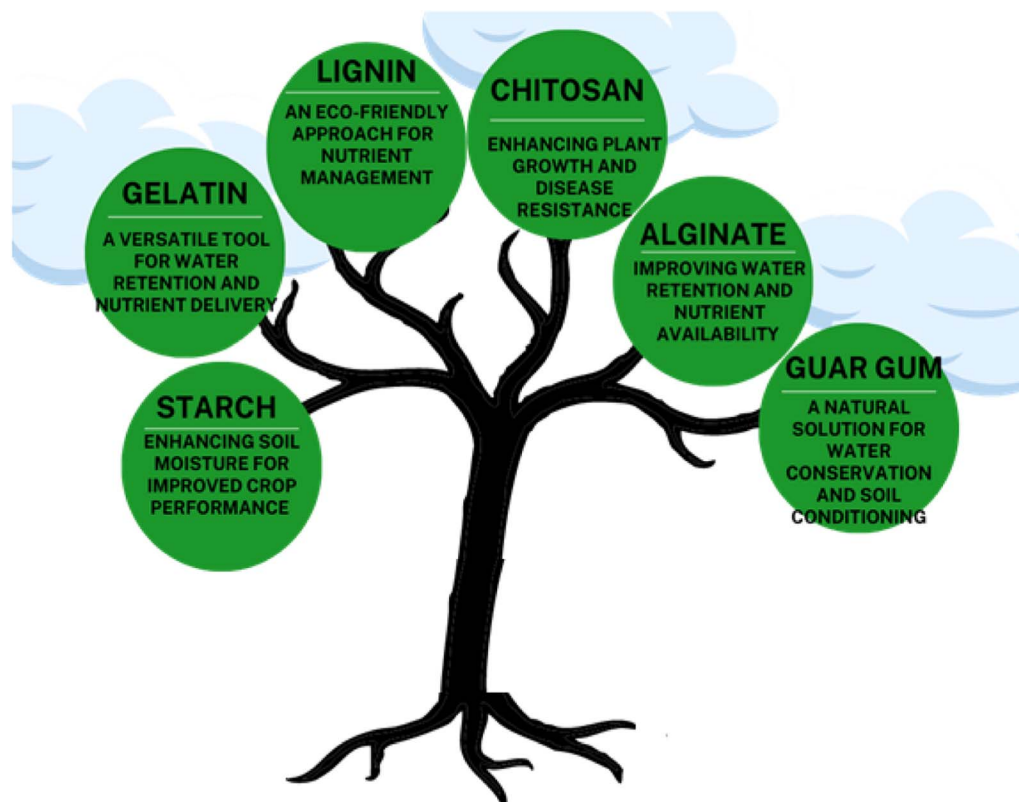 LIGNIN
AN ECO-FRIENDLY
APPROACH FOR
NUTRIENT
MANAGEMENT
CHITOSAN
ENHANCING PLANT
GROWTH AND
DISEASE
RESISTANCE
GELATIN
A VERSATILE TOOL
FOR WATER
RETENTION AND
NUTRIENT DELIVERY
ALGINATE
IMPROVING WATER
RETENTION AND
NUTRIENT
AVAILABILITY
STARCH
ENHANCING SOIL
MOISTURE FOR
IMPROVED CROP
PERFORMANCE
GUAR GUM
A NATURAL
SOLUTION FOR
WATER
CONSERVATION
AND SOIL
CONDITIONING